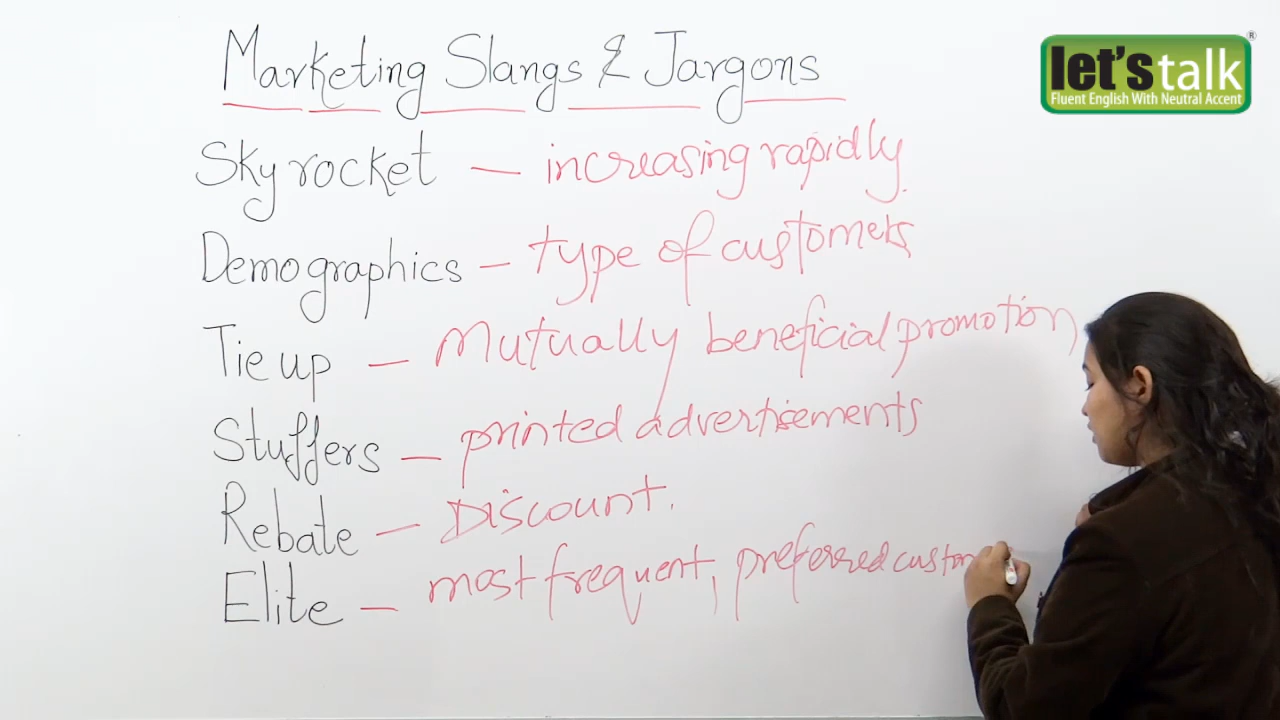 Marketing Slangs & Jargons
let's talk ®
Fluent English With Neutral Accent
Sky rocket – increasing rapidly.
Demographics – type of customers
Tie up – Mutually beneficial promotion
Stuffers – printed advertisements
Rebate – Discount.
Elite – most frequent, preferred custom